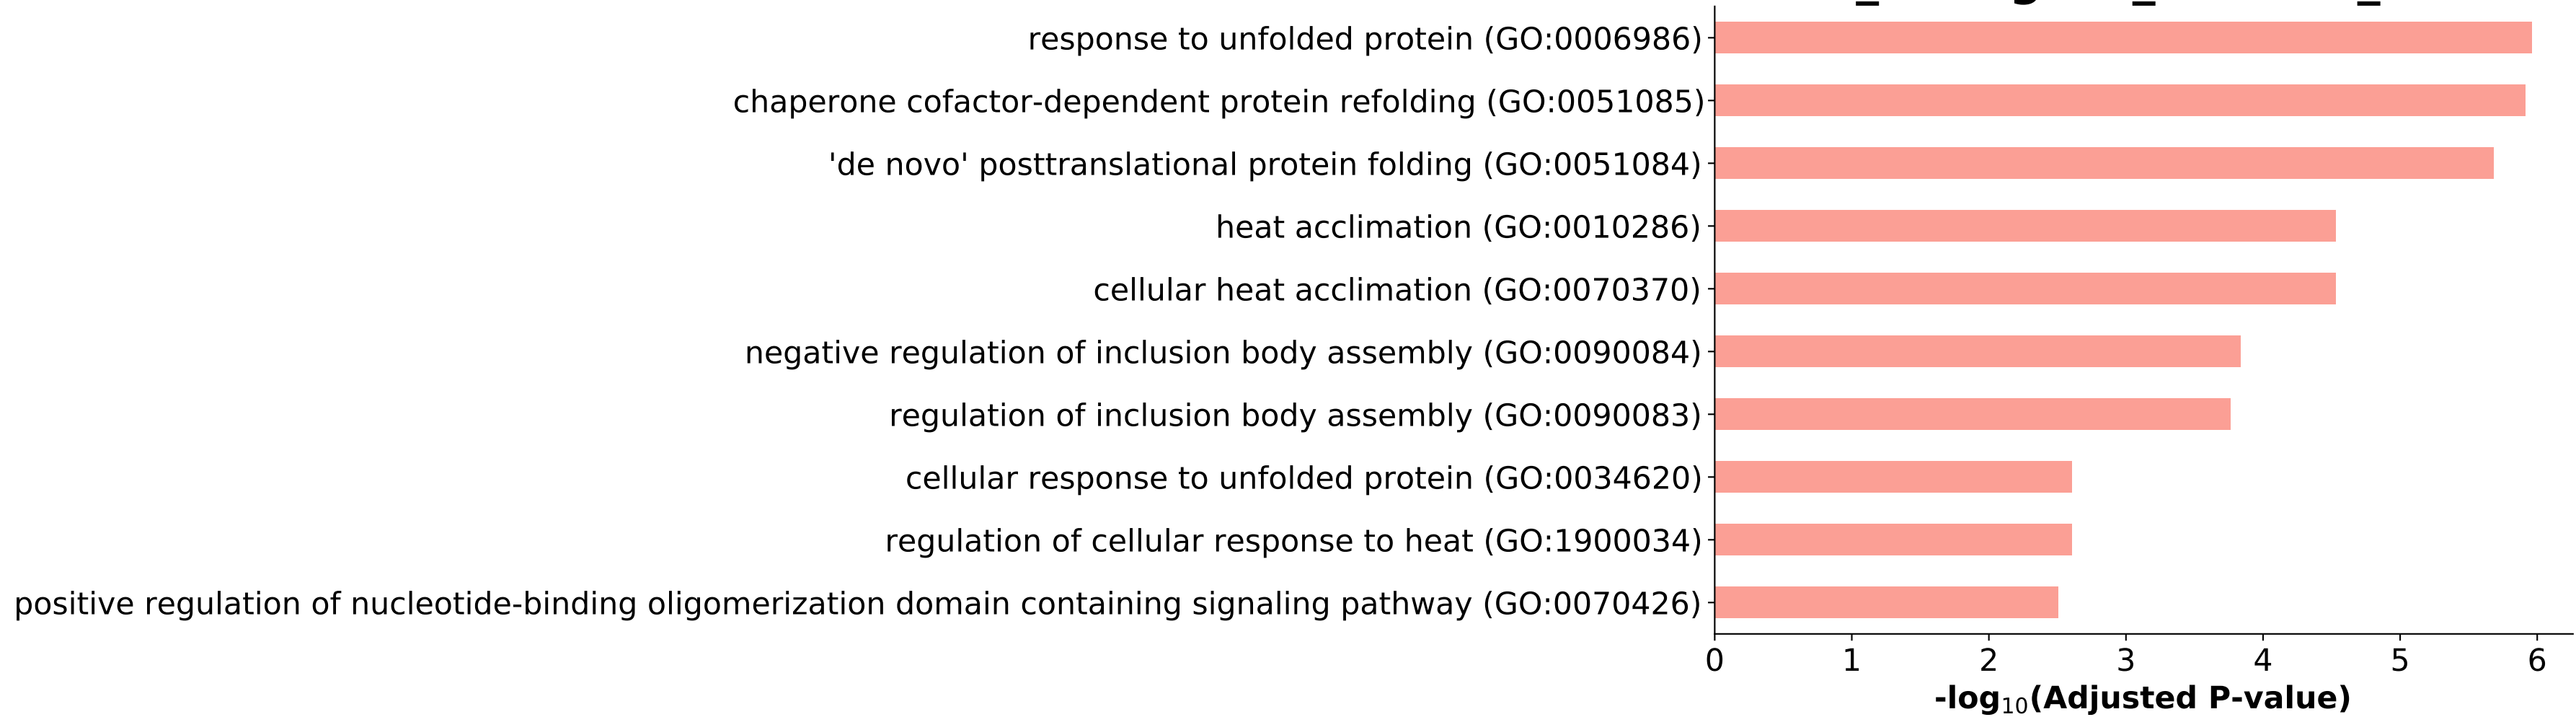 response to unfolded protein (GO:0006986)
chaperone cofactor-dependent protein refolding (GO:0051085)
'de novo' posttranslational protein folding (GO:0051084)
heat acclimation (GO:0010286)
cellular heat acclimation (GO:0070370)
negative regulation of inclusion body assembly (GO:0090084)
regulation of inclusion body assembly (GO:0090083)
cellular response to unfolded protein (GO:0034620)
regulation of cellular response to heat (GO:1900034)
positive regulation of nucleotide-binding oligomerization domain containing signaling pathway (GO:0070426)
0 1 2 3 4 5 6
-log₁₀(Adjusted P-value)